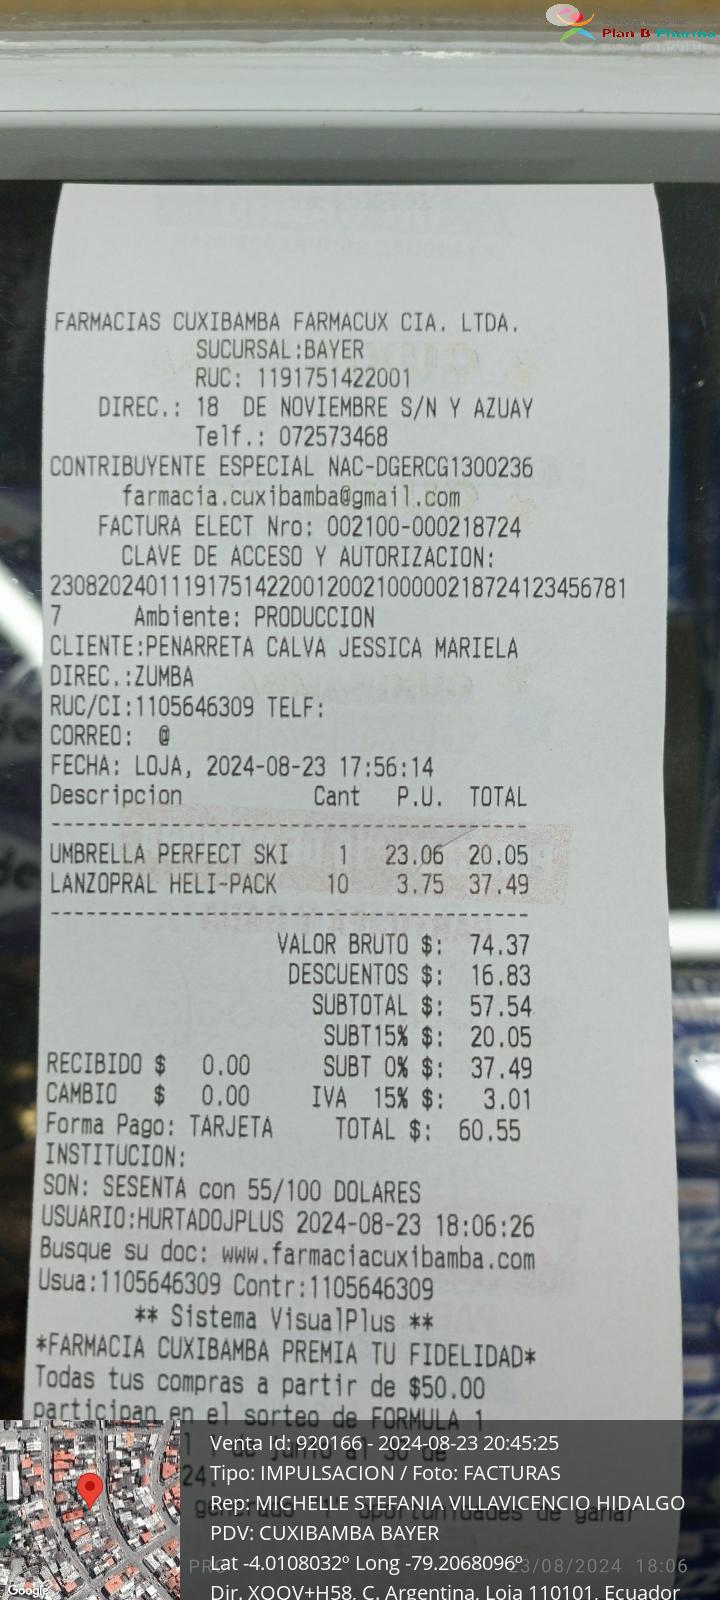 Plan B Pharma
FARMACIAS CUXIBAMBA FARMACUX CIA. LTDA.
SUCURSAL:BAYER
RUC: 1191751422001
DIREC.: 18 DE NOVIEMBRE S/N Y AZUAY
Telf.: 072573468
CONTRIBUYENTE ESPECIAL NAC-DGERCG1300236
farmacia.cuxibamba@gmail.com
FACTURA ELECT Nro: 002100-000218724
CLAVE DE ACCESO Y AUTORIZACION:
230820240111917514220012002100000218724123456781
7 Ambiente: PRODUCCION
CLIENTE:PENARRETA CALVA JESSICA MARIELA
DIREC.:ZUMBA
RUC/CI:1105646309 TELF:
CORREO: @
FECHA: LOJA, 2024-08-23 17:56:14
Descripcion Cant P.U. TOTAL
----------------------------------------
UMBRELLA PERFECT SKI 1 23.06 20.05
LANZOPRAL HELI-PACK 10 3.75 37.49
----------------------------------------
VALOR BRUTO $: 74.37
DESCUENTOS $: 16.83
SUBTOTAL $: 57.54
SUBT15% $: 20.05
RECIBIDO $ 0.00 SUBT 0% $: 37.49
CAMBIO $ 0.00 IVA 15% $: 3.01
Forma Pago: TARJETA TOTAL $: 60.55
INSTITUCION:
SON: SESENTA con 55/100 DOLARES
USUARIO:HURTADOJPLUS 2024-08-23 18:06:26
Busque su doc: www.farmaciacuxibamba.com
Usua:1105646309 Contr:1105646309
** Sistema VisualPlus **
*FARMACIA CUXIBAMBA PREMIA TU FIDELIDAD*
Todas tus compras a partir de $50.00
participan en el sorteo de FORMULA 1
oportunidades de ganar
Venta Id: 920166 - 2024-08-23 20:45:25
Tipo: IMPULSACION / Foto: FACTURAS
Rep: MICHELLE STEFANIA VILLAVICENCIO HIDALGO
PDV: CUXIBAMBA BAYER
Lat -4.0108032º Long -79.2068096º
23/08/2024 18:06
Dir. XQQV+H58, C. Argentina, Loja 110101, Ecuador
Google